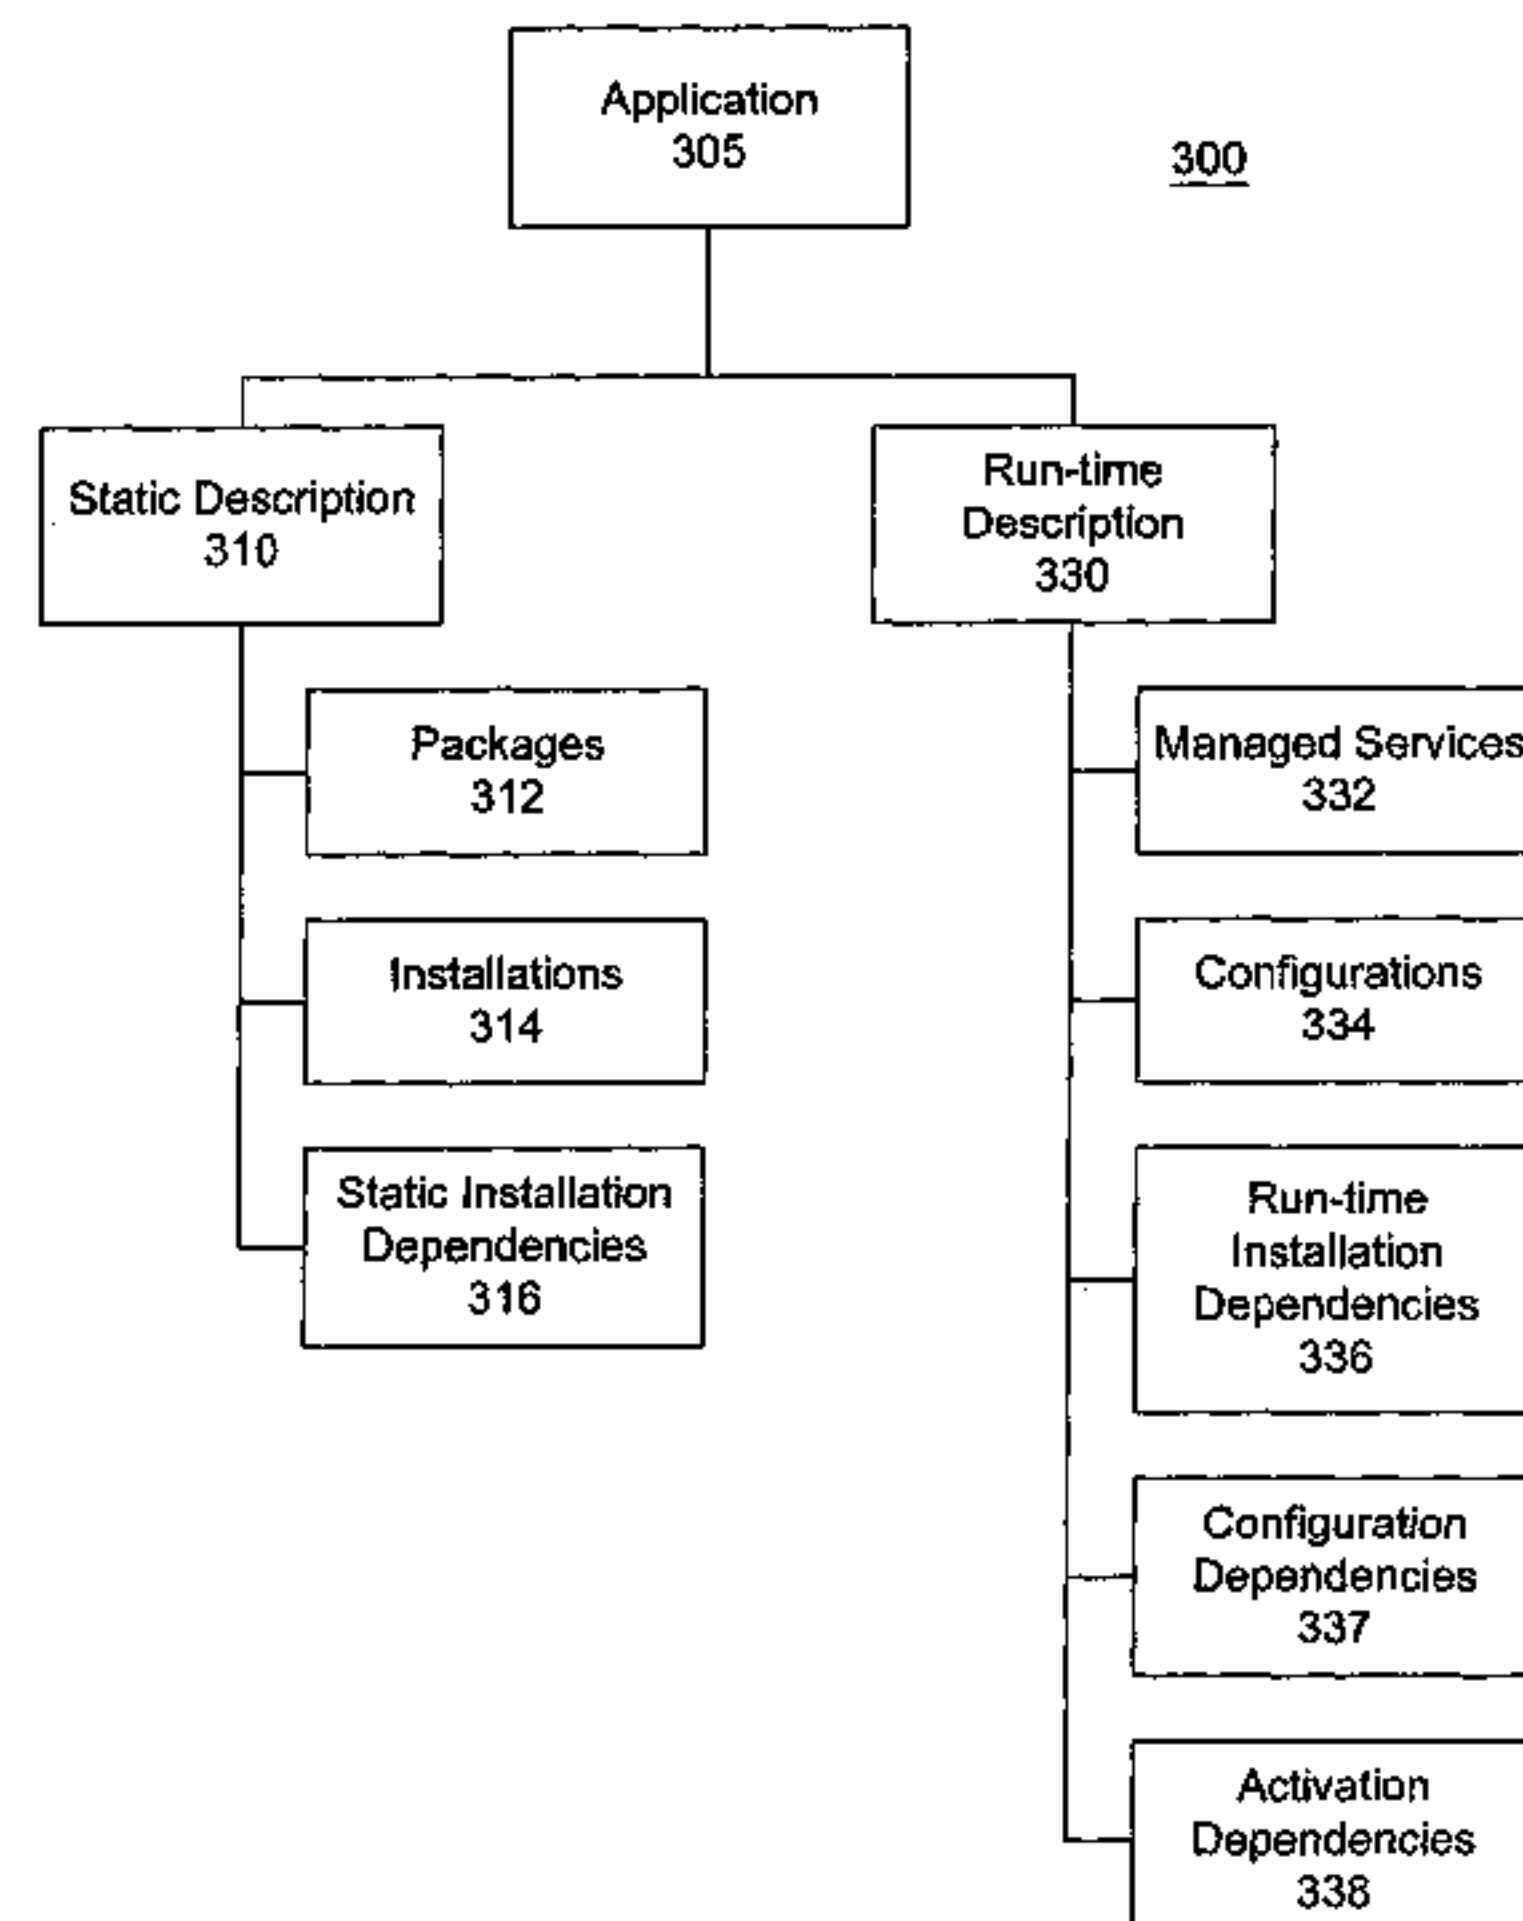 Application
305
300
Static Description
310
Run-time
Description
330
Packages
312
Managed Services
332
Installations
314
Configurations
334
Static Installation
Dependencies
316
Run-time
Installation
Dependencies
336
Configuration
Dependencies
337
Activation
Dependencies
338